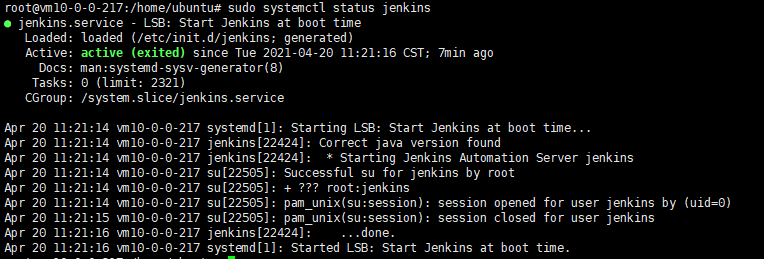 root@vm10-0-0-217:/home/ubuntu# sudo systemctl status jenkins
● jenkins.service - LSB: Start Jenkins at boot time
Loaded: loaded (/etc/init.d/jenkins; generated)
Active: active (exited) since Tue 2021-04-20 11:21:16 CST; 7min ago
Docs: man:systemd-sysv-generator(8)
Tasks: 0 (limit: 2321)
CGroup: /system.slice/jenkins.service
Apr 20 11:21:14 vm10-0-0-217 systemd[1]: Starting LSB: Start Jenkins at boot time...
Apr 20 11:21:14 vm10-0-0-217 jenkins[22424]: Correct java version found
Apr 20 11:21:14 vm10-0-0-217 jenkins[22424]:  * Starting Jenkins Automation Server jenkins
Apr 20 11:21:14 vm10-0-0-217 su[22505]: Successful su for jenkins by root
Apr 20 11:21:14 vm10-0-0-217 su[22505]: + ??? root:jenkins
Apr 20 11:21:14 vm10-0-0-217 su[22505]: pam_unix(su:session): session opened for user jenkins by (uid=0)
Apr 20 11:21:15 vm10-0-0-217 su[22505]: pam_unix(su:session): session closed for user jenkins
Apr 20 11:21:16 vm10-0-0-217 jenkins[22424]:    ...done.
Apr 20 11:21:16 vm10-0-0-217 systemd[1]: Started LSB: Start Jenkins at boot time.